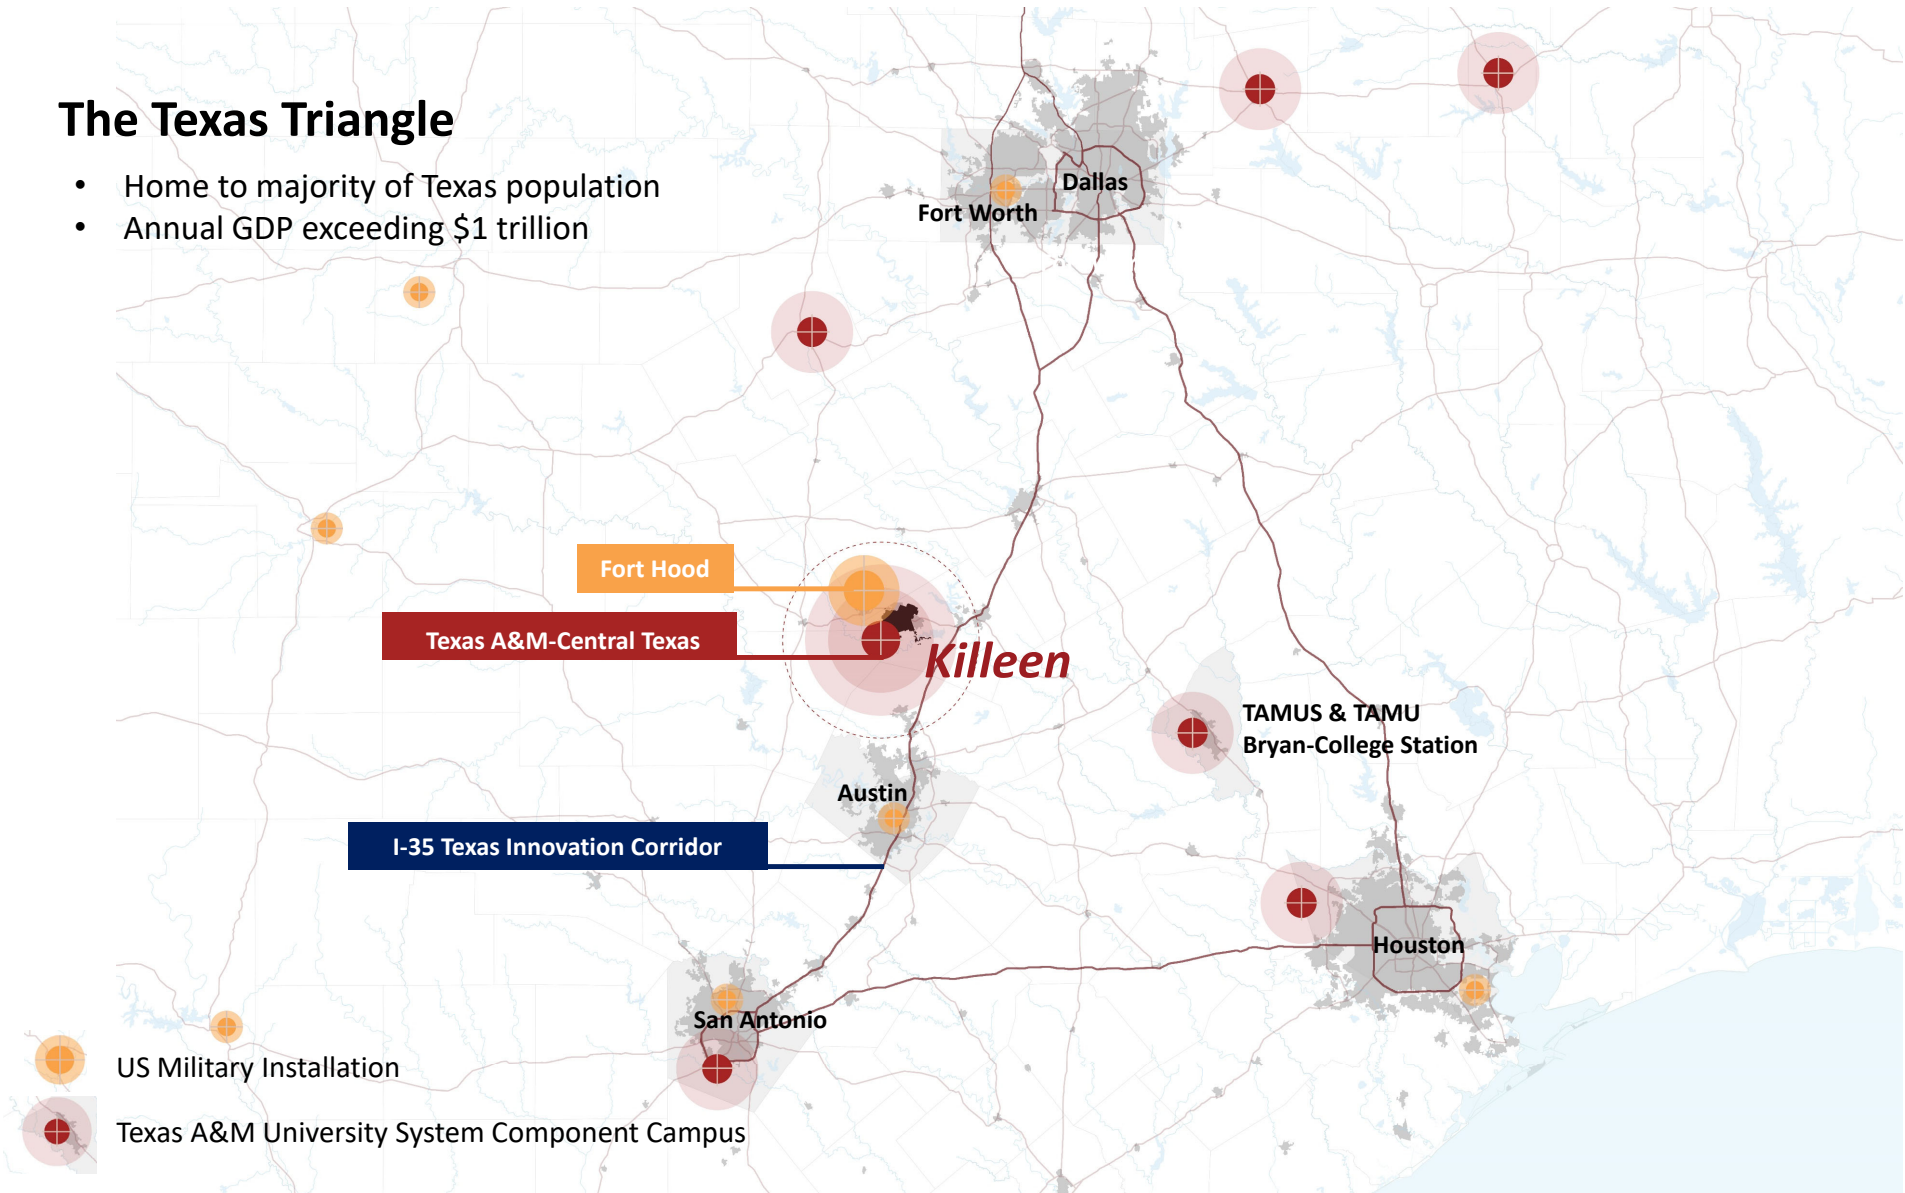 The Texas Triangle
• Home to majority of Texas population
• Annual GDP exceeding $1 trillion
Dallas
Fort Worth
Fort Hood
Texas A&M-Central Texas
Killeen
TAMUS & TAMU
Bryan-College Station
Austin
I-35 Texas Innovation Corridor
Houston
San Antonio
US Military Installation
Texas A&M University System Component Campus